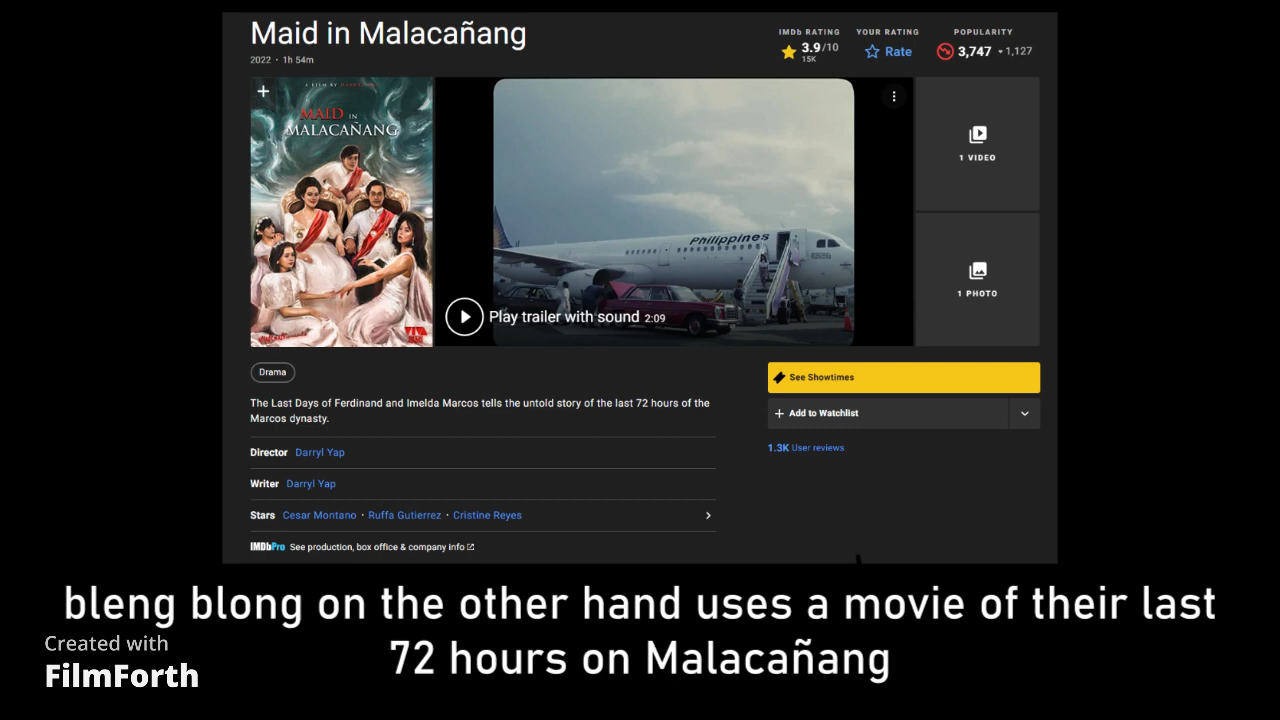 Maid in Malacañang
2022 · 1h 54m
IMDb RATING
3.9/10
15K
YOUR RATING
Rate
POPULARITY
3,747
1,127
A FILM BY
MAID IN
MALACAÑANG
VIVA
Philippines
Play trailer with sound 2:09
1 VIDEO
1 PHOTO
Drama
The Last Days of Ferdinand and Imelda Marcos tells the untold story of the last 72 hours of the
Marcos dynasty.
Director Darryl Yap
Writer Darryl Yap
Stars Cesar Montano · Ruffa Gutierrez · Cristine Reyes
IMDbPro See production, box office & company info
See Showtimes
Add to Watchlist
1.3K User reviews
bleng blong on the other hand uses a movie of their last
72 hours on Malacañang
Created with
FilmForth